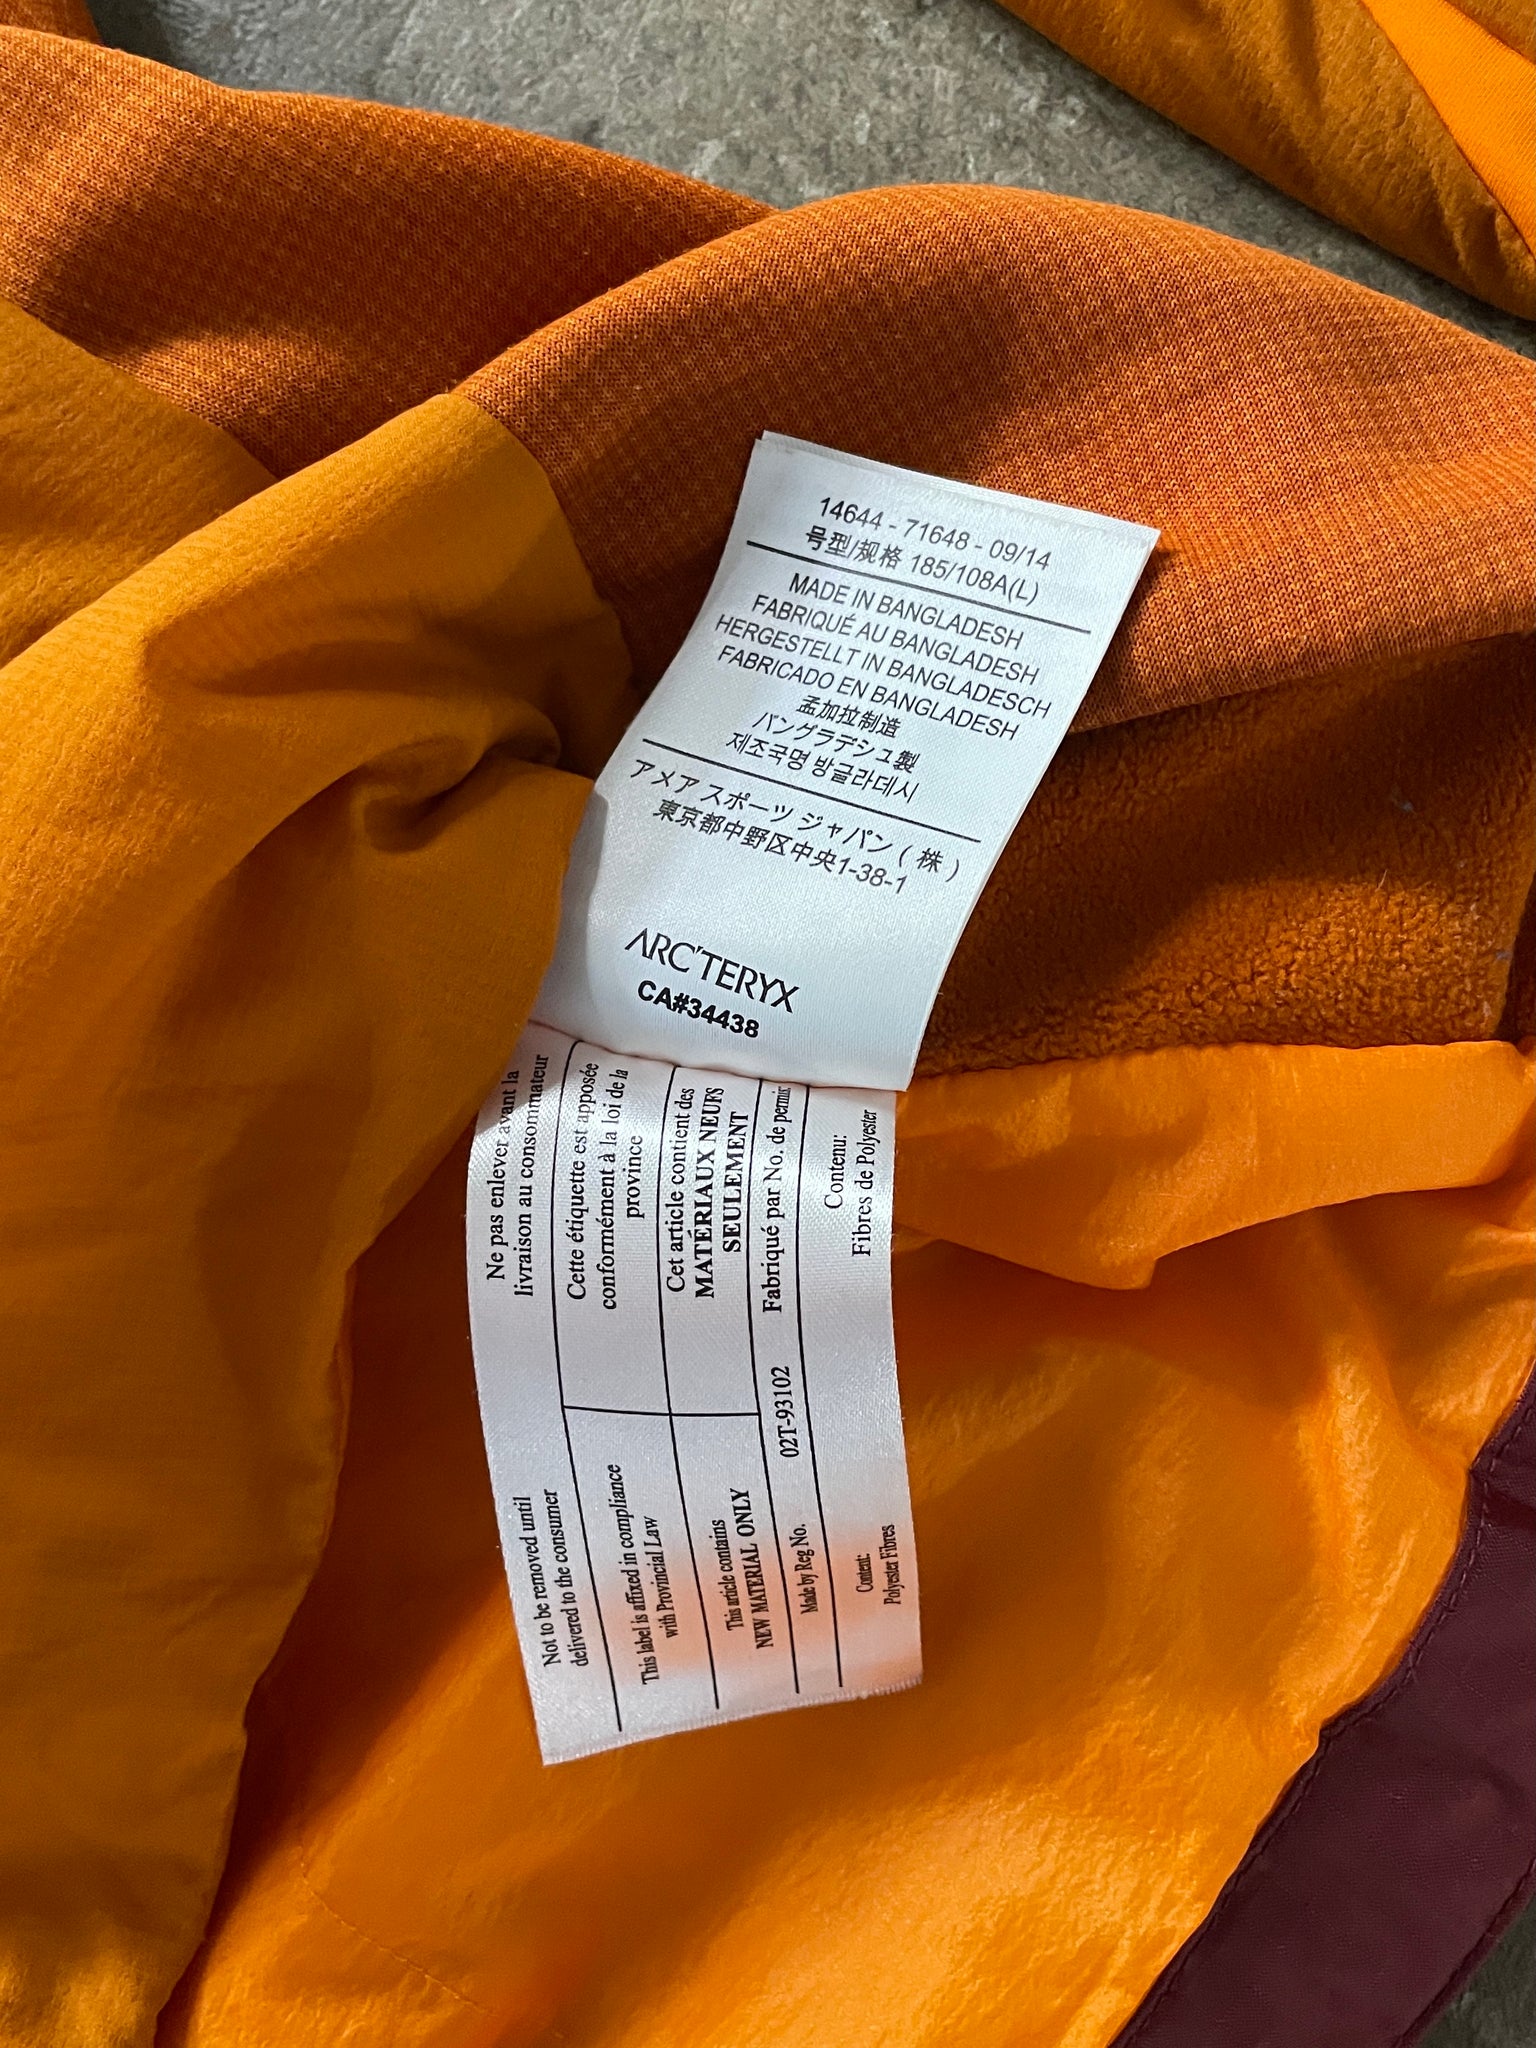 14644 - 71648 - 09/14
号型/规格 185/108A(L)
MADE IN BANGLADESH
FABRIQUÉ AU BANGLADESH
HERGESTELLT IN BANGLADESCH
FABRICADO EN BANGLADESH
孟加拉制造
バングラデシュ製
제조국명 방글라데시
アメア スポーツ ジャパン ( 株 )
東京都中野区中央1-38-1
ARC'TERYX
CA#34438
Ne pas enlever avant la
livraison au consommateur
Cette étiquette est apposée
conformément à la loi de la
province
Cet article contient des
MATÉRIAUX NEUFS
SEULEMENT
Fabriqué par No. de permis
Contenu:
Fibres de Polyester
02T-93102
Not to be removed until
delivered to the consumer
This label is affixed in compliance
with Provincial Law
This article contains
NEW MATERIAL ONLY
Made by Reg No.
Content:
Polyester Fibres